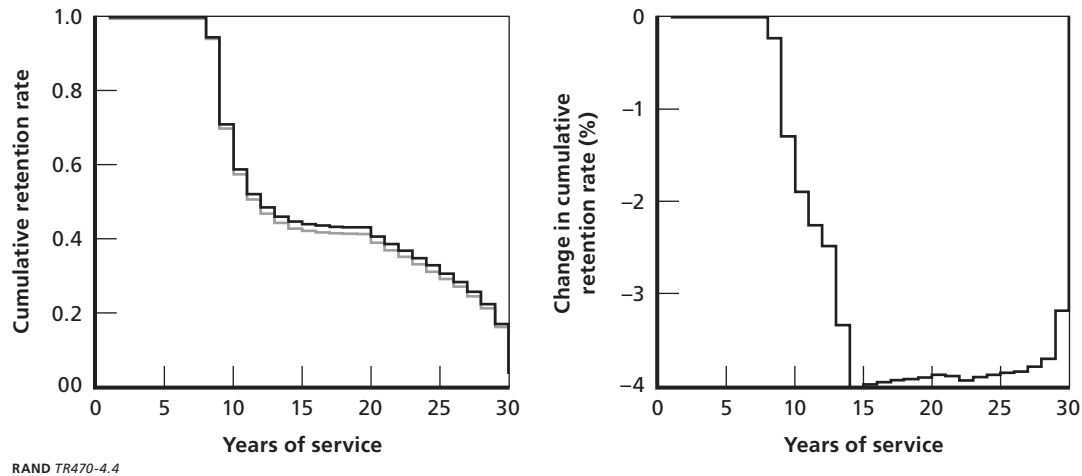 Cumulative retention rate
1.0
0.8
0.6
0.4
0.2
00
0 5 10 15 20 25 30
Years of service
Change in cumulative
retention rate (%)
0
–1
–2
–3
–4
0 5 10 15 20 25 30
Years of service
RAND TR470-4.4